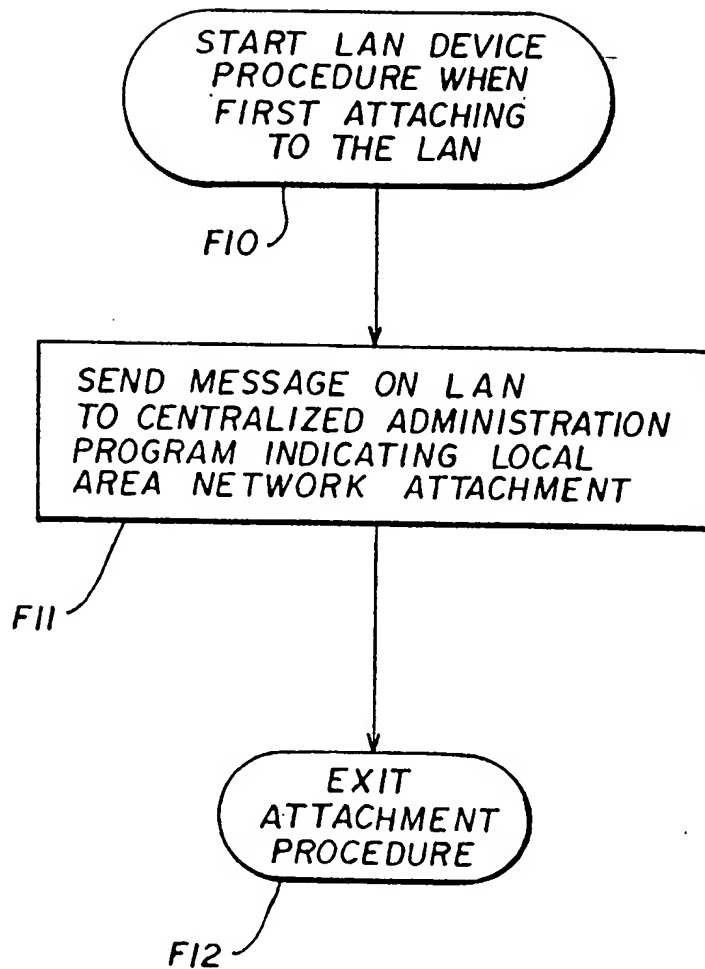 START LAN DEVICE
PROCEDURE WHEN
FIRST ATTACHING
TO THE LAN
F10
SEND MESSAGE ON LAN
TO CENTRALIZED ADMINISTRATION
PROGRAM INDICATING LOCAL
AREA NETWORK ATTACHMENT
F11
EXIT
ATTACHMENT
PROCEDURE
F12